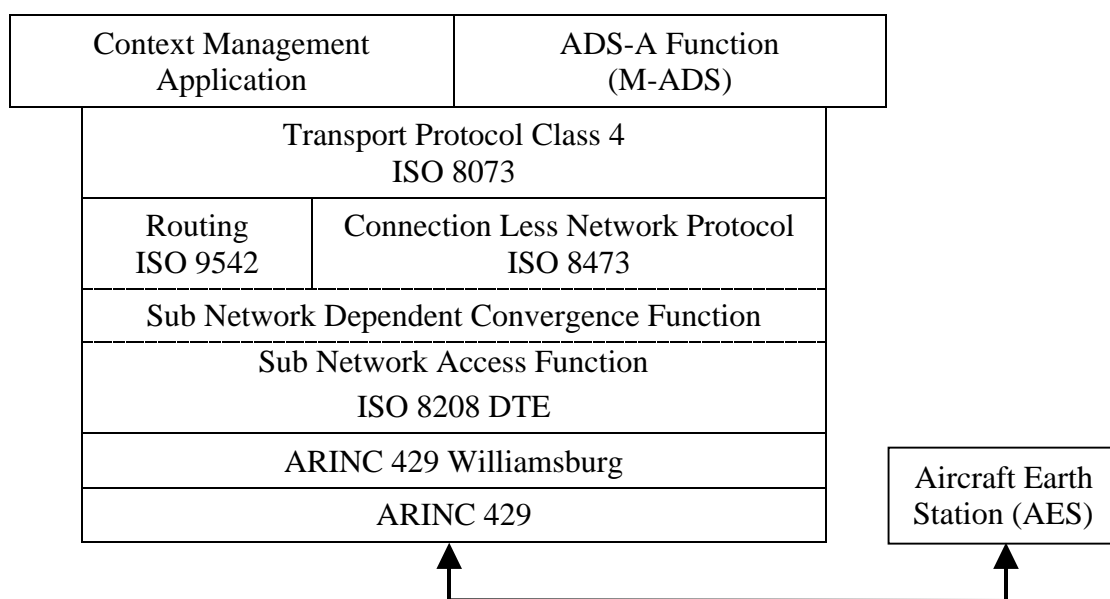 Context Management
Application
ADS-A Function
(M-ADS)
Transport Protocol Class 4
ISO 8073
Routing
ISO 9542
Connection Less Network Protocol
ISO 8473
Sub Network Dependent Convergence Function
Sub Network Access Function
ISO 8208 DTE
ARINC 429 Williamsburg
ARINC 429
Aircraft Earth
Station (AES)